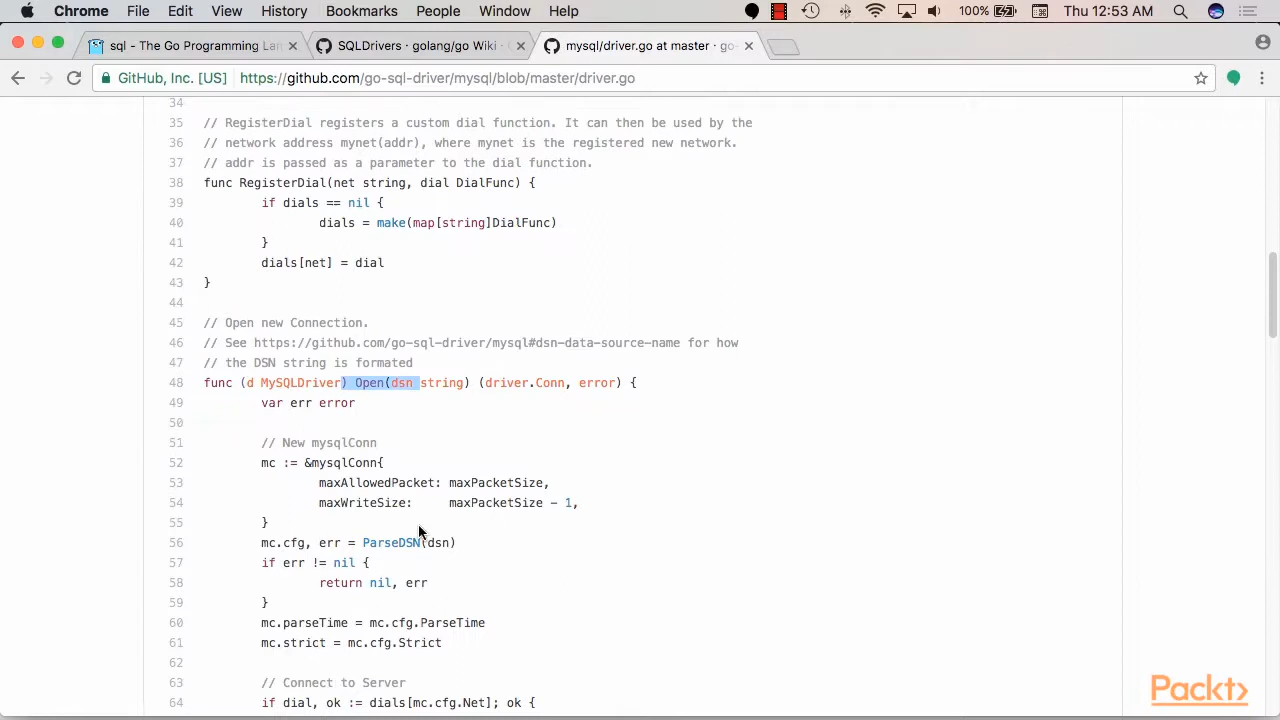 Chrome File Edit View History Bookmarks People Window Help 100% Thu 12:53 AM
sql - The Go Programming Lan
SQLDrivers · golang/go Wiki ·
mysql/driver.go at master · go-
GitHub, Inc. [US] https://github.com/go-sql-driver/mysql/blob/master/driver.go
34
35 // RegisterDial registers a custom dial function. It can then be used by the
36 // network address mynet(addr), where mynet is the registered new network.
37 // addr is passed as a parameter to the dial function.
38 func RegisterDial(net string, dial DialFunc) {
39 if dials == nil {
40 dials = make(map[string]DialFunc)
41 }
42 dials[net] = dial
43 }
44
45 // Open new Connection.
46 // See https://github.com/go-sql-driver/mysql#dsn-data-source-name for how
47 // the DSN string is formated
48 func (d MySQLDriver) Open(dsn string) (driver.Conn, error) {
49 var err error
50
51 // New mysqlConn
52 mc := &mysqlConn{
53 maxAllowedPacket: maxPacketSize,
54 maxWriteSize: maxPacketSize - 1,
55 }
56 mc.cfg, err = ParseDSN(dsn)
57 if err != nil {
58 return nil, err
59 }
60 mc.parseTime = mc.cfg.ParseTime
61 mc.strict = mc.cfg.Strict
62
63 // Connect to Server
64 if dial, ok := dials[mc.cfg.Net]; ok {
Packt>